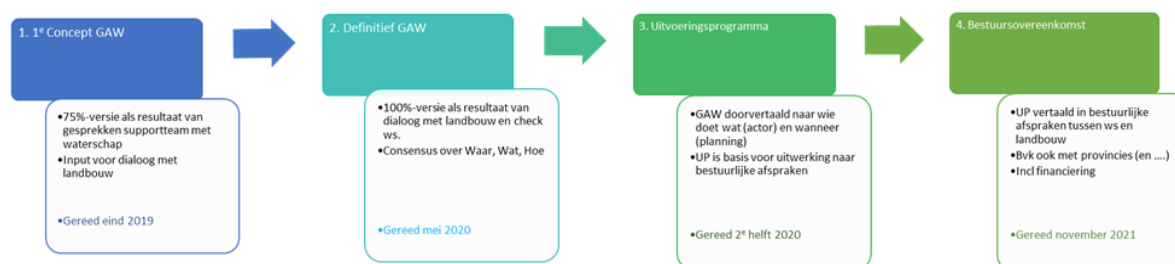 1. 1e Concept GAW
•75%-versie als resultaat van
gesprekken supportteam met
waterschap
•Input voor dialoog met
landbouw
•Gereed eind 2019
2. Definitief GAW
•100%-versie als resultaat van
dialoog met landbouw en check
ws.
•Consensus over Waar, Wat, Hoe
•Gereed mei 2020
3. Uitvoeringsprogramma
•GAW doorvertaald naar wie
doet wat (actor) en wanneer
(planning)
•UP is basis voor uitwerking naar
bestuurlijke afspraken
•Gereed 2e helft 2020
4. Bestuursovereenkomst
•UP vertaald in bestuurlijke
afspraken tussen ws en
landbouw
•Bvk ook met provincies (en ....)
•Incl financiering
•Gereed november 2021